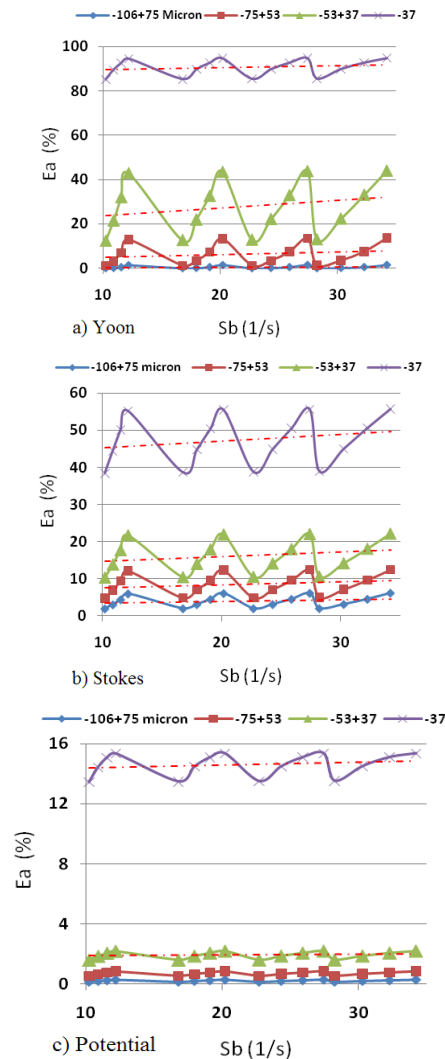 -106+75 Micron -75+53 -53+37 -37
100
80
60
40
20
0
Ea (%)
10 20 30
a) Yoon Sb (1/s)
-106+75 micron -75+53 -53+37 -37
60
50
40
30
20
10
0
Ea (%)
10 20 30
b) Stokes Sb (1/s)
-106+75 micron -75+53 -53+37 -37
16
12
8
4
0
Ea (%)
10 20 30
c) Potential Sb (1/s)